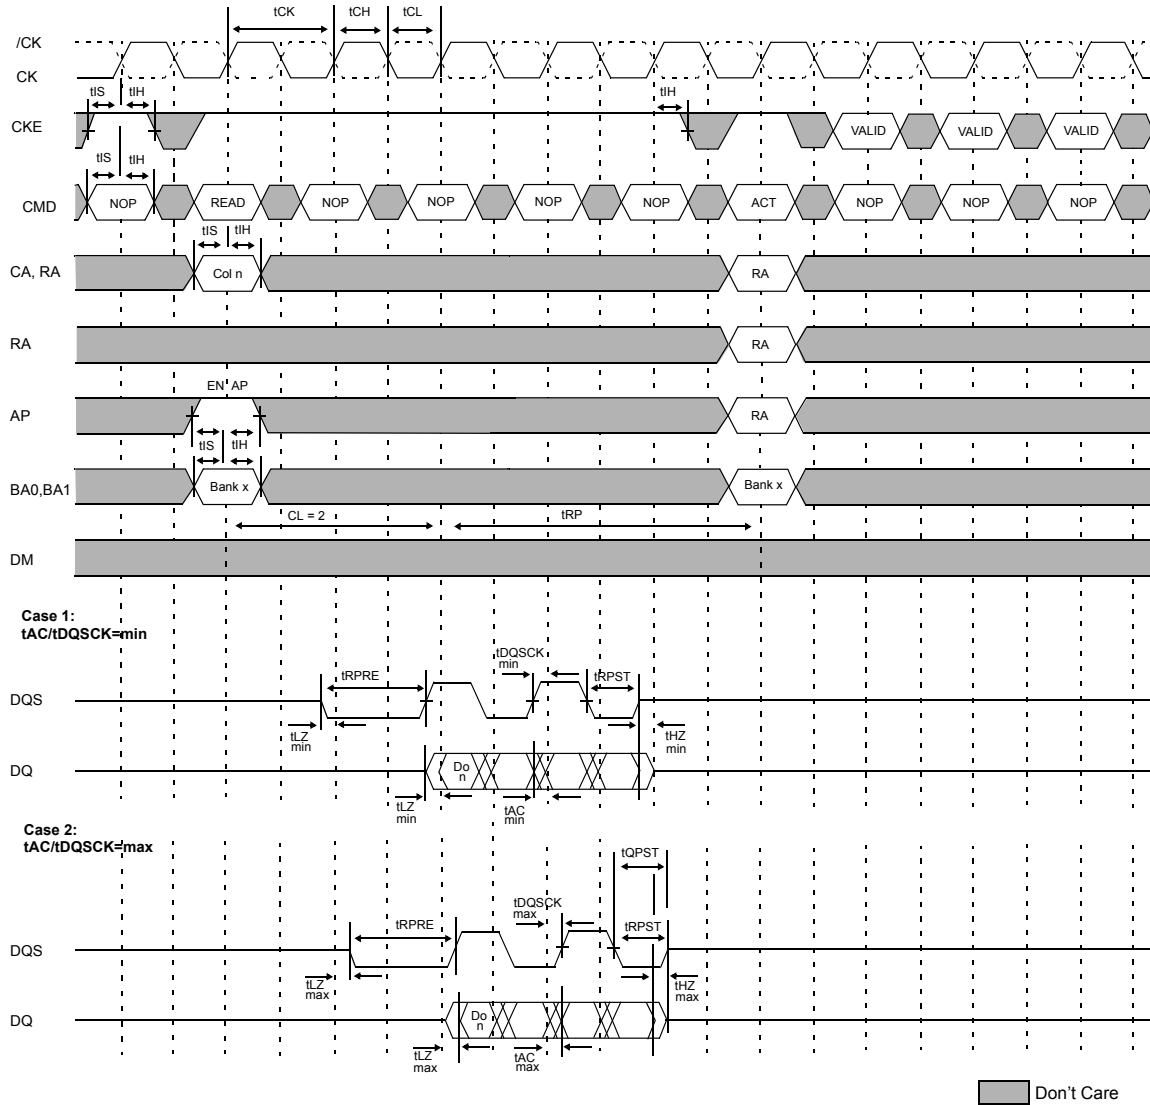 tCK tCH tCL
/CK
CK
tIS tIH tIH
CKE VALID VALID VALID
tIS tIH
CMD NOP READ NOP NOP NOP NOP ACT NOP NOP NOP
tIS tIH
CA, RA Col n RA
RA RA
EN AP
AP RA
tIS tIH
BA0,BA1 Bank x Bank x
CL = 2 tRP
DM
Case 1:
tAC/tDQSCK=min
tDQSCK
min
tRPRE tRPST
DQS
tLZ
min
tHZ
min
DQ Do
n
tLZ
min
tAC
min
Case 2:
tAC/tDQSCK=max
tQPST
tDQSCK
max
tRPRE tRPST
DQS
tLZ
max
tHZ
max
DQ Do
n
tLZ
max
tAC
max
Don't Care